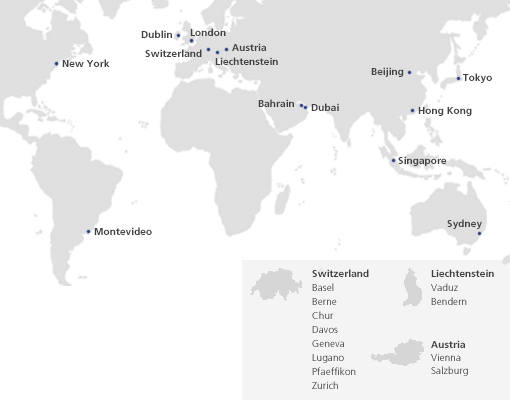 Dublin
London
Switzerland
Austria
Liechtenstein
New York
Beijing
Tokyo
Bahrain
Dubai
Hong Kong
Singapore
Sydney
Montevideo
Switzerland
Basel
Berne
Chur
Davos
Geneva
Lugano
Pfaeffikon
Zurich
Liechtenstein
Vaduz
Bendern
Austria
Vienna
Salzburg